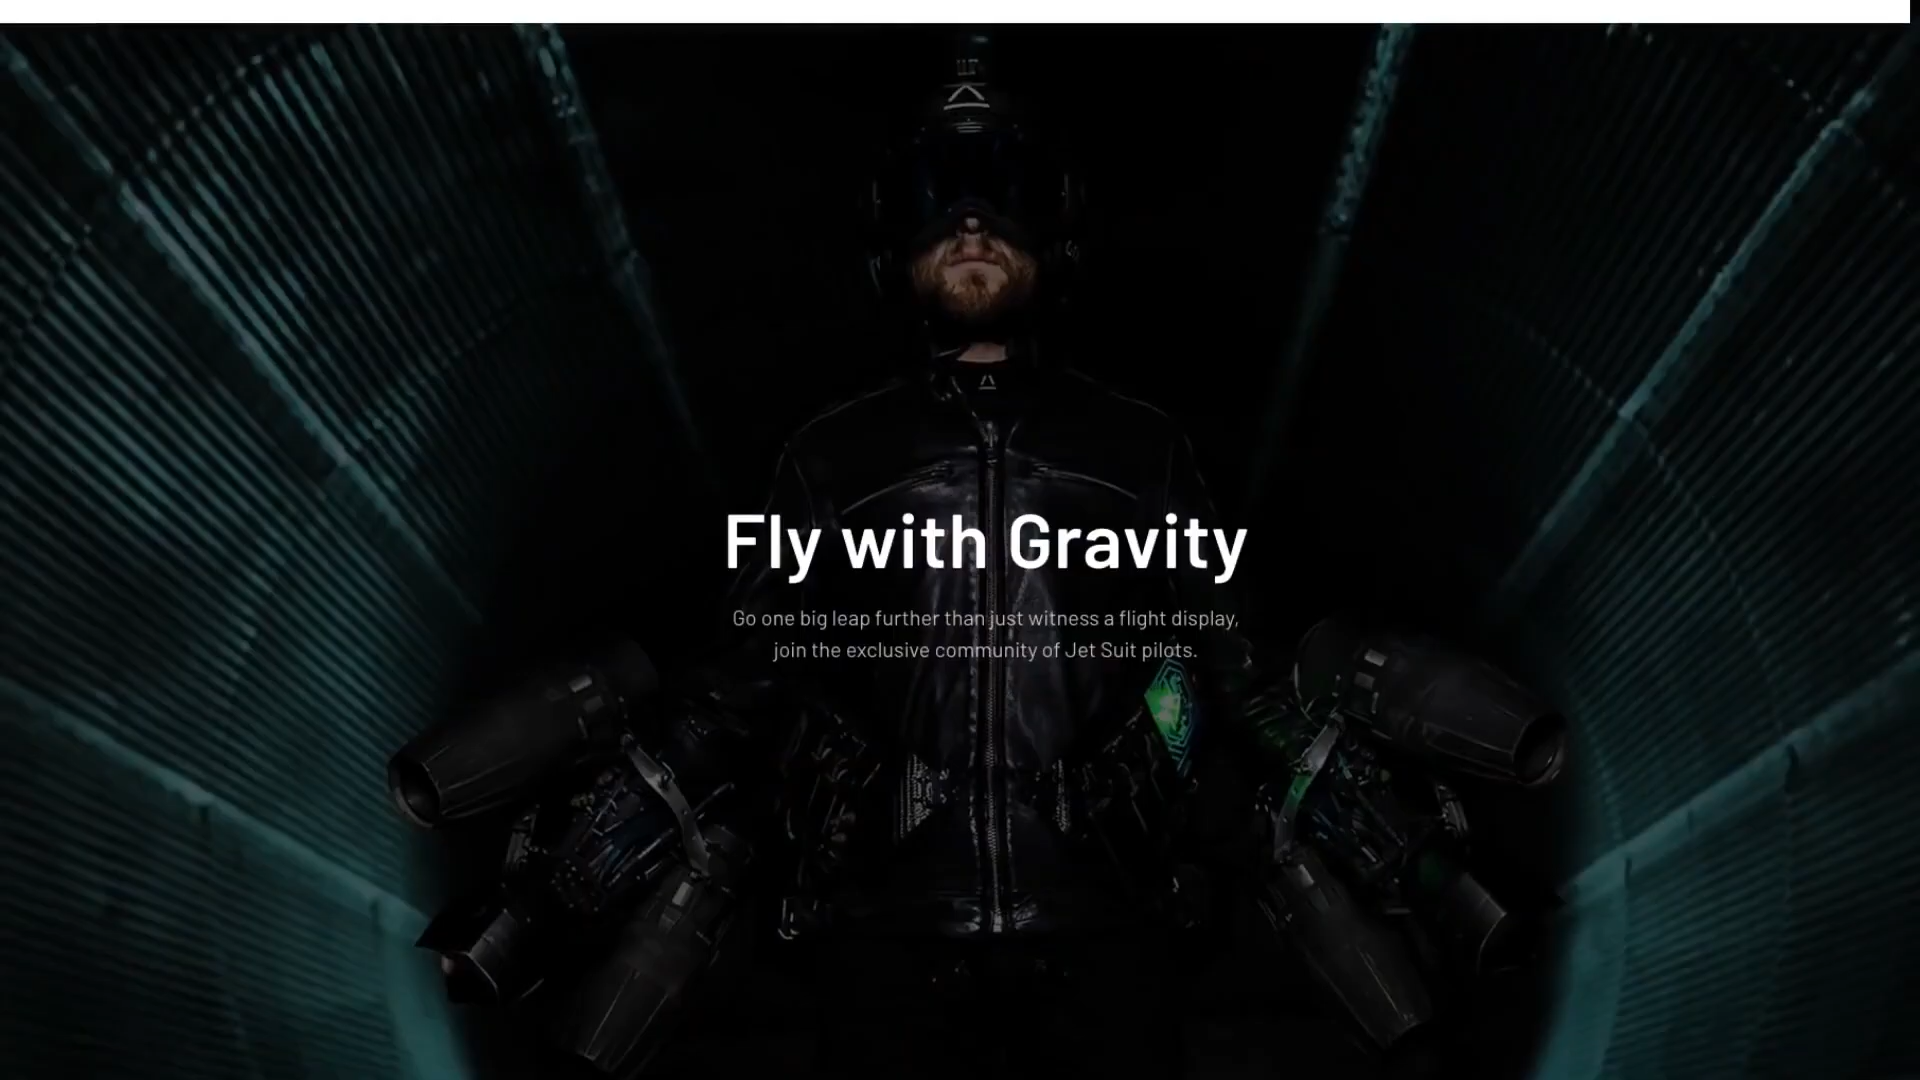 Fly with Gravity
Go one big leap further than just witness a flight display,
join the exclusive community of Jet Suit pilots.